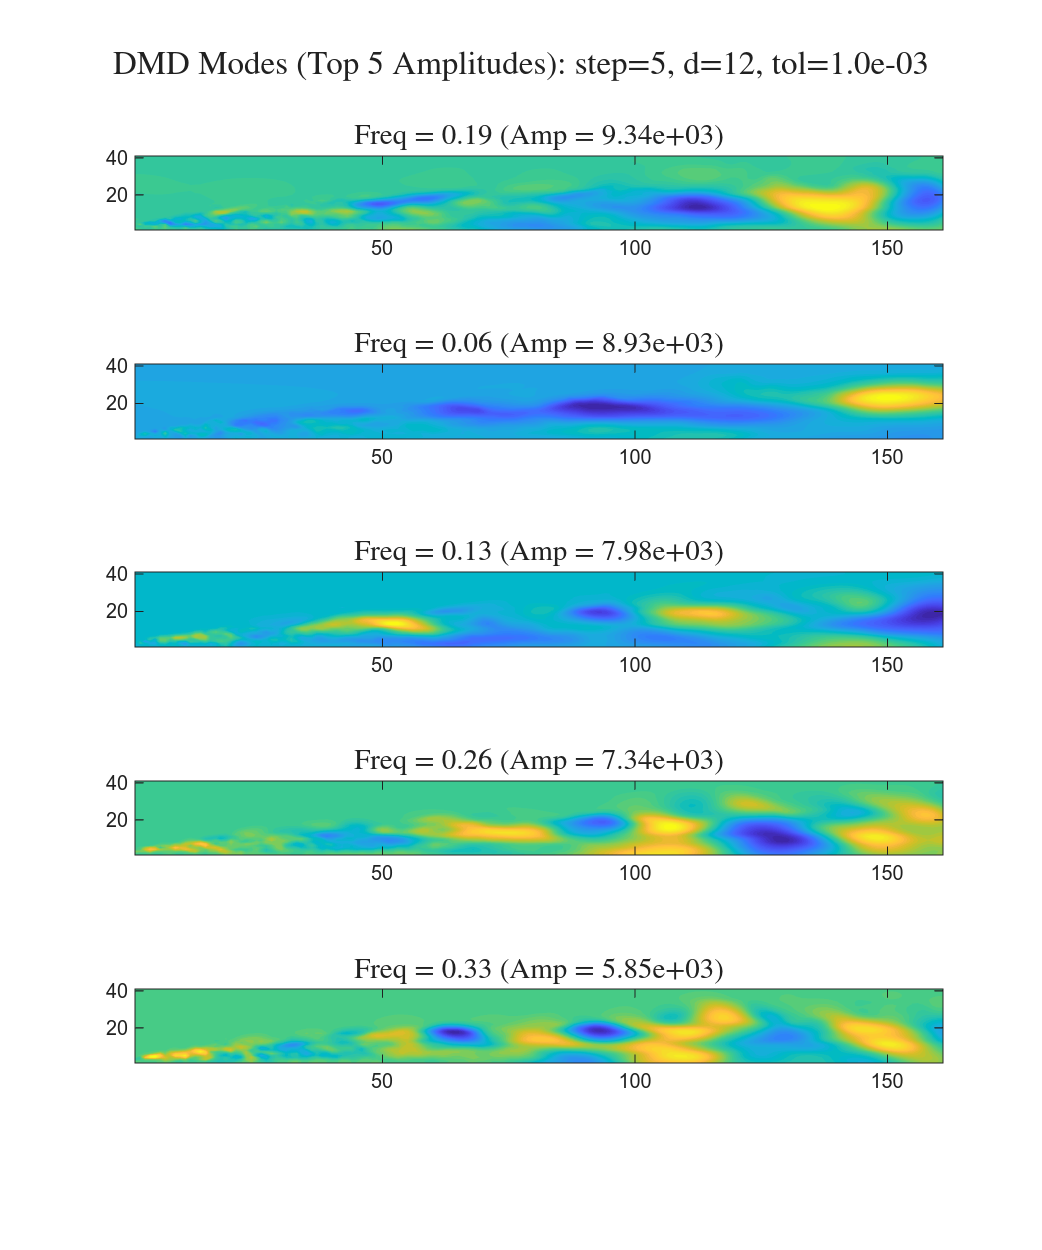 DMD Modes (Top 5 Amplitudes): step=5, d=12, tol=1.0e-03
Freq = 0.19 (Amp = 9.34e+03)
40
20
50 100 150
Freq = 0.06 (Amp = 8.93e+03)
40
20
50 100 150
Freq = 0.13 (Amp = 7.98e+03)
40
20
50 100 150
Freq = 0.26 (Amp = 7.34e+03)
40
20
50 100 150
Freq = 0.33 (Amp = 5.85e+03)
40
20
50 100 150